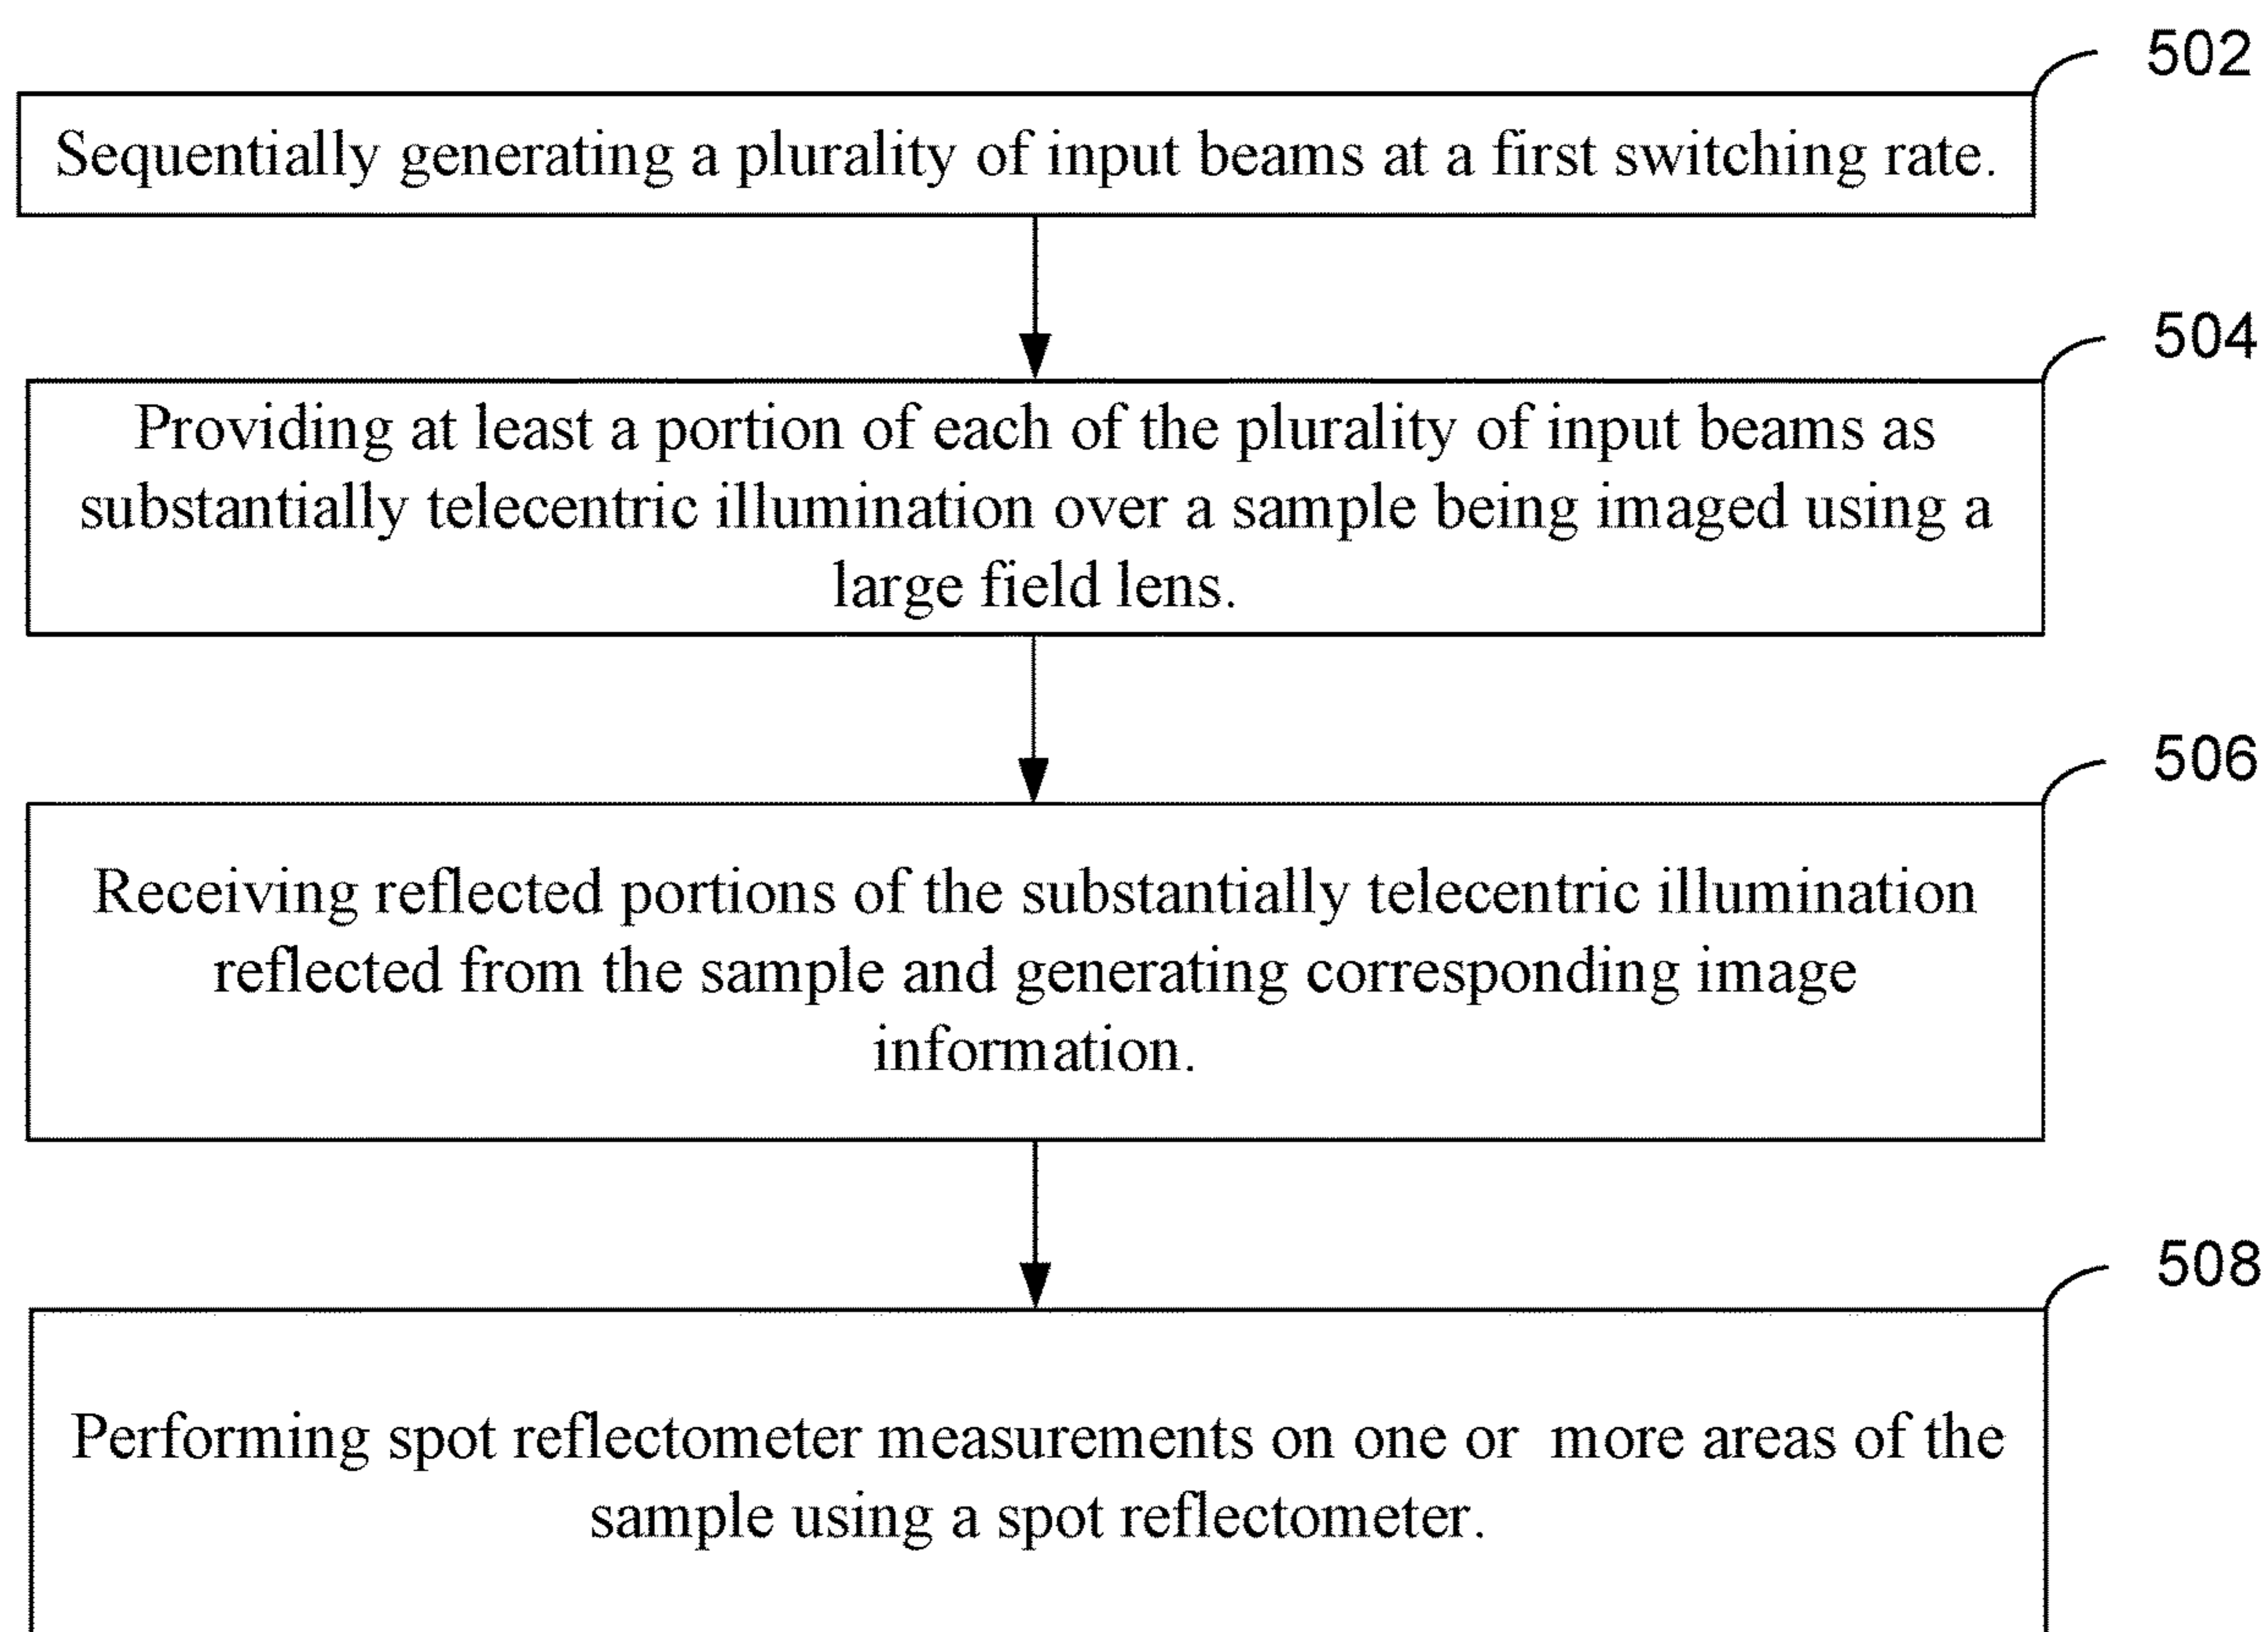 502
Sequentially generating a plurality of input beams at a first switching rate.
504
Providing at least a portion of each of the plurality of input beams as
substantially telecentric illumination over a sample being imaged using a
large field lens.
506
Receiving reflected portions of the substantially telecentric illumination
reflected from the sample and generating corresponding image
information.
508
Performing spot reflectometer measurements on one or more areas of the
sample using a spot reflectometer.